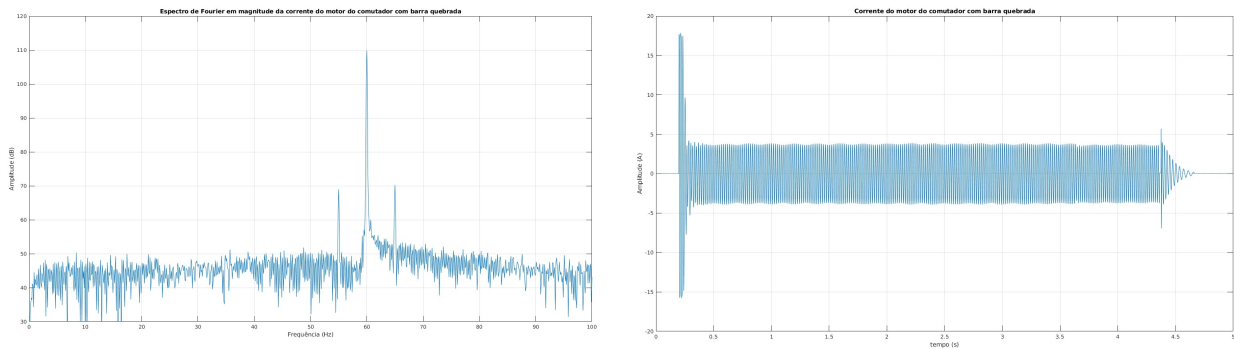 Espectro de Fourier em magnitude da corrente do motor do comutador com barra quebrada
120
110
100
90
80
70
60
50
40
30
Amplitude (dB)
0 10 20 30 40 50 60 70 80 90 100
Frequência (Hz)
Corrente do motor do comutador com barra quebrada
20
15
10
5
0
-5
-10
-15
-20
Amplitude (A)
0.5 1 1.5 2 2.5 3 3.5 4 4.5 5
tempo (s)